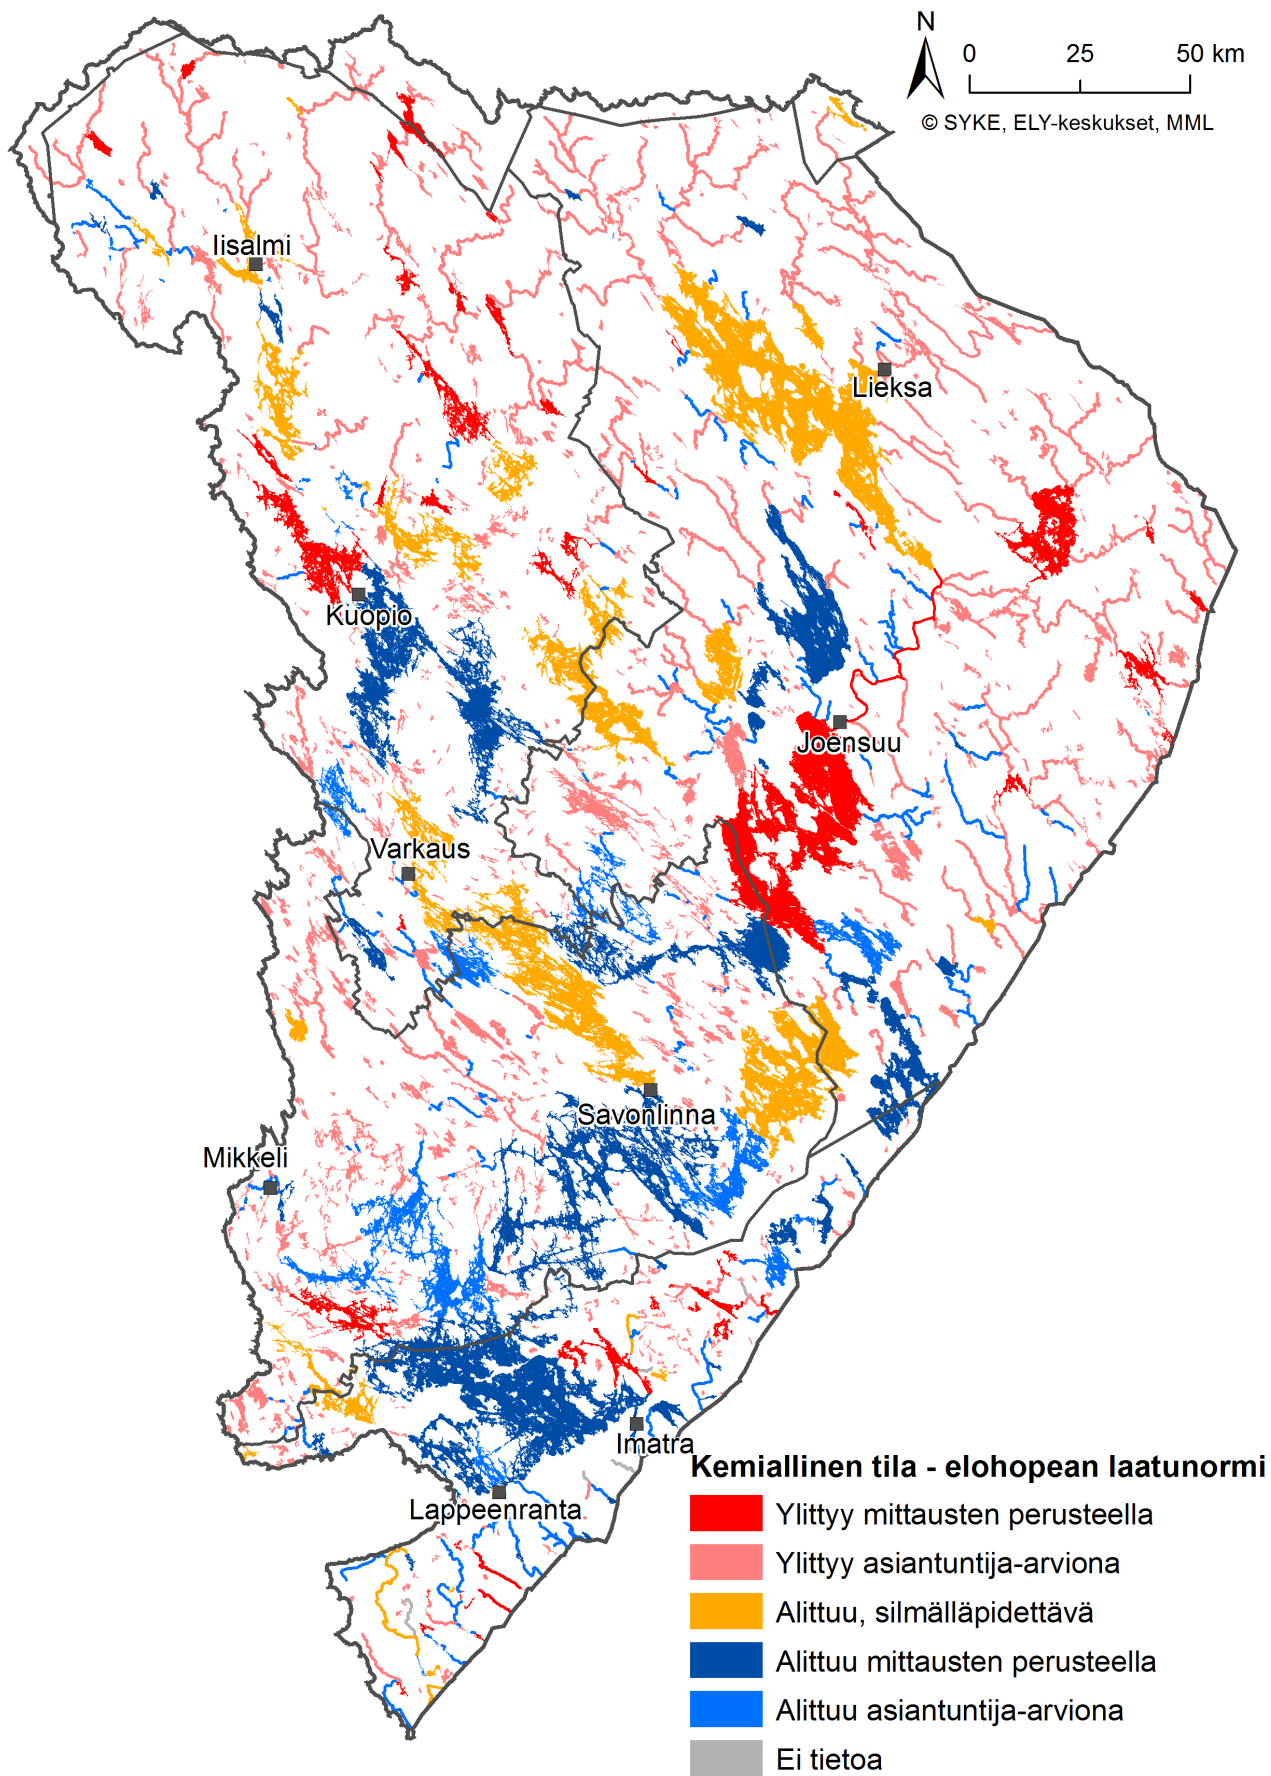 N
0 25 50 km
© SYKE, ELY-keskukset, MML
Iisalmi
Lieksa
Kuopio
Joensuu
Varkaus
Savonlinna
Mikkeli
Imatra
Lappeenranta
Kemiallinen tila - elohopean laatunormi
Ylittyy mittausten perusteella
Ylittyy asiantuntija-arviona
Alittuu, silmälläpidettävä
Alittuu mittausten perusteella
Alittuu asiantuntija-arviona
Ei tietoa